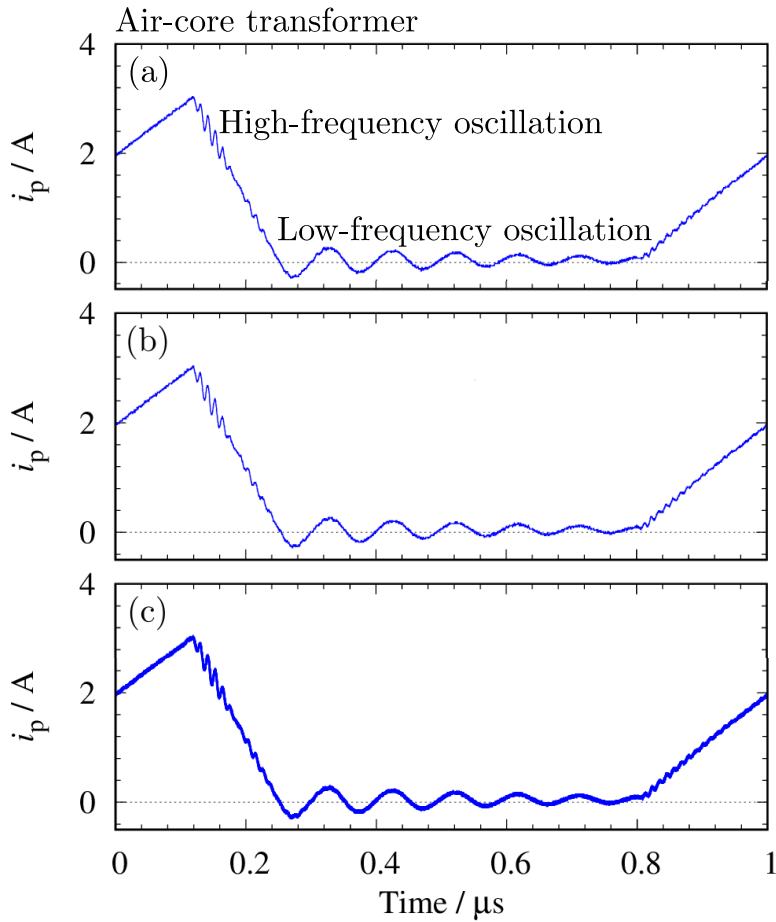 Air-core transformer
4
(a)
High-frequency oscillation
2
i_p / A
Low-frequency oscillation
0
4
(b)
2
i_p / A
0
4
(c)
2
i_p / A
0
0 0.2 0.4 0.6 0.8 1
Time / μs